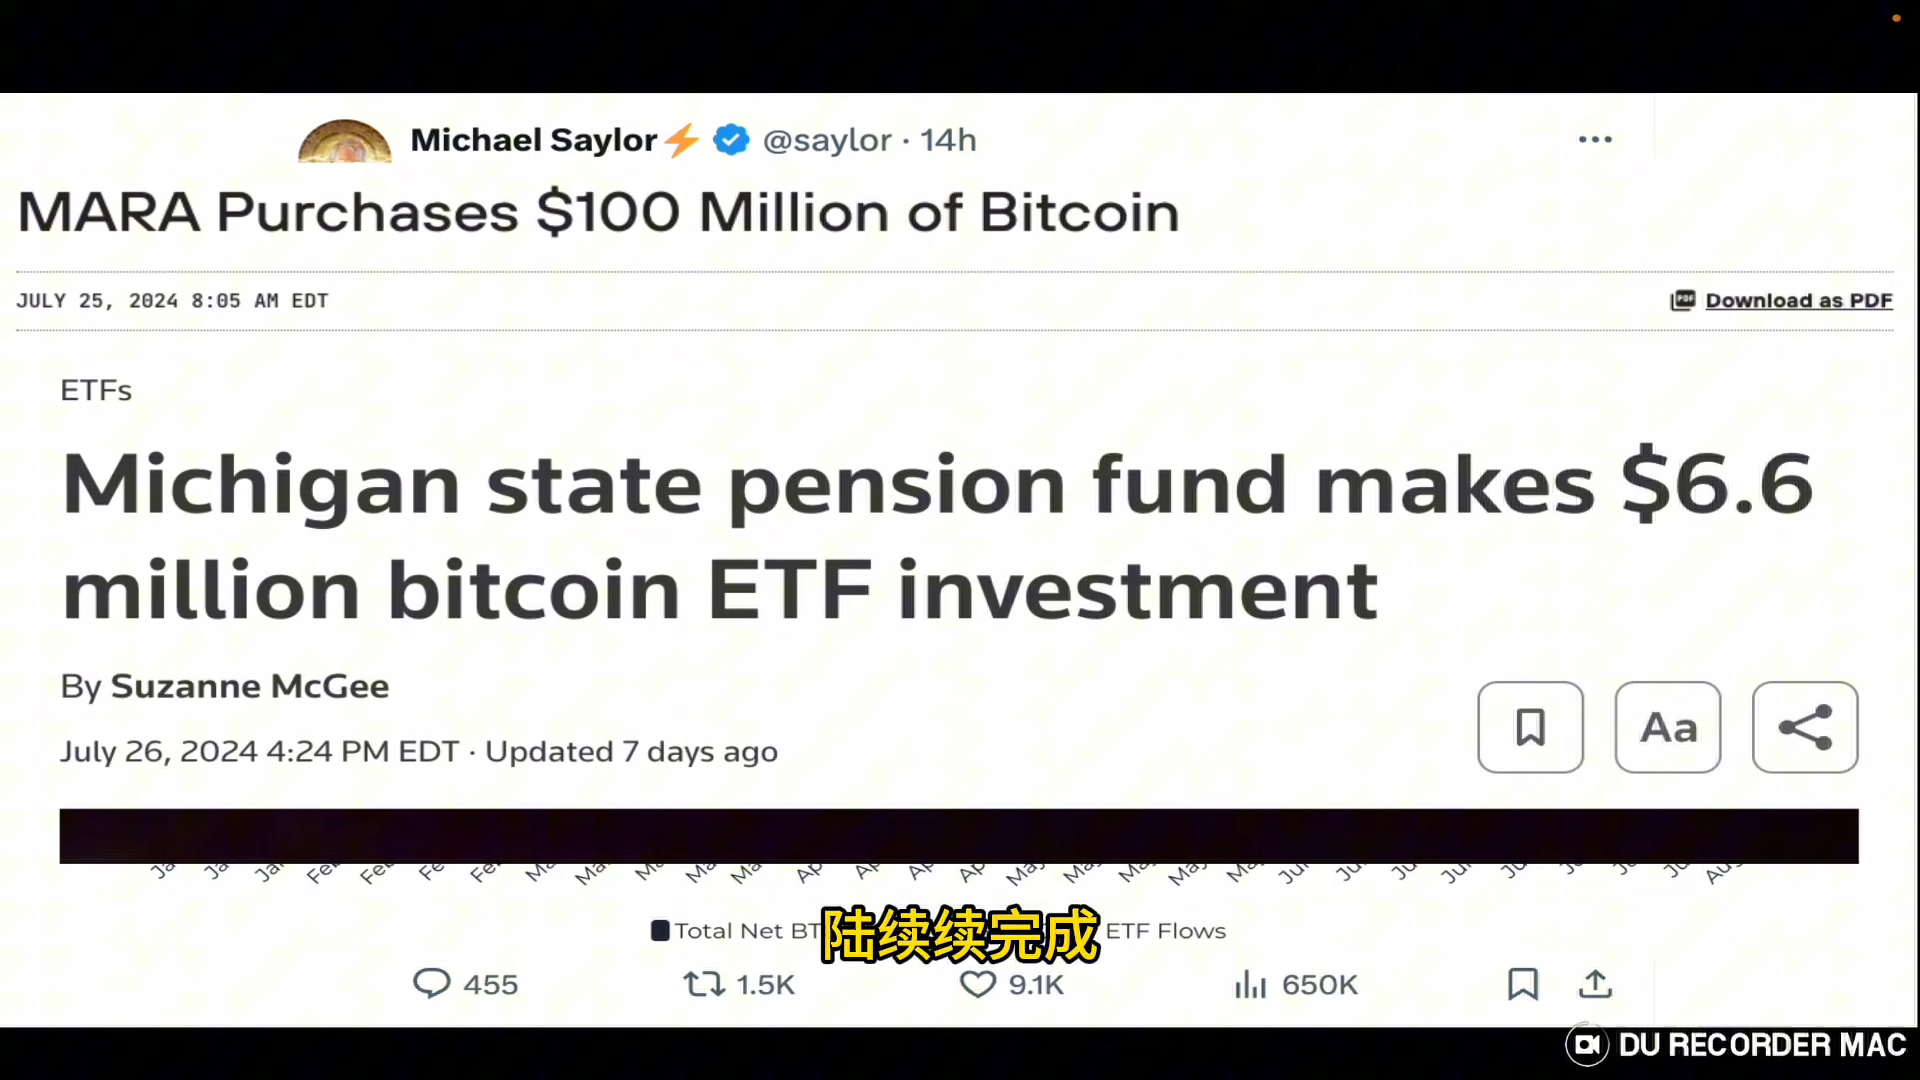 Michael Saylor⚡ @saylor · 14h
MARA Purchases $100 Million of Bitcoin
JULY 25, 2024 8:05 AM EDT
Download as PDF
ETFs
Michigan state pension fund makes $6.6
million bitcoin ETF investment
By Suzanne McGee
Aa
July 26, 2024 4:24 PM EDT · Updated 7 days ago
Total Net
ETF Flows
陆续续完成
455 1.5K 9.1K 650K
DU RECORDER MAC